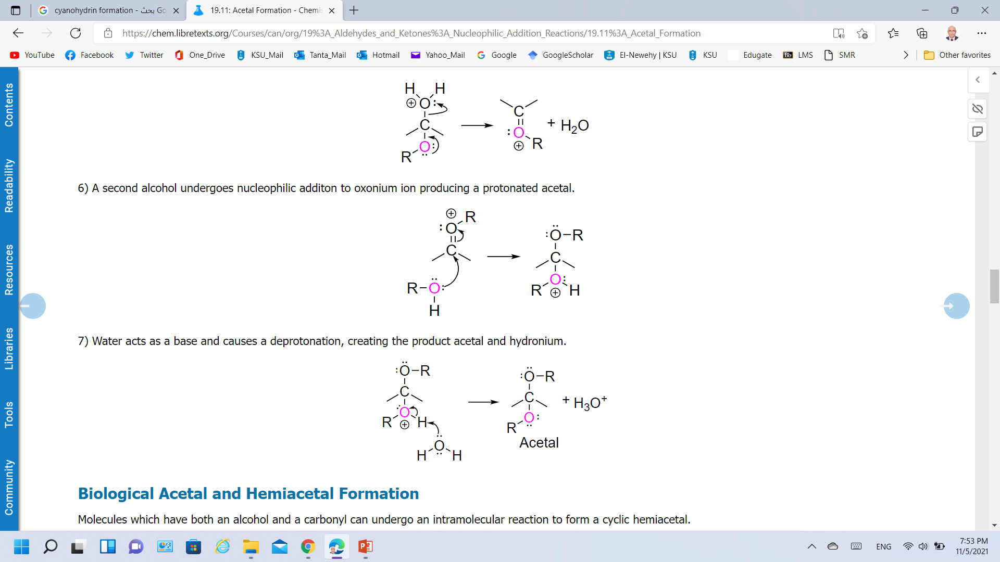 cyanohydrin formation - بحث Go
19.11: Acetal Formation - Chemis
https://chem.libretexts.org/Courses/can/org/19%3A_Aldehydes_and_Ketones%3A_Nucleophilic_Addition_Reactions/19.11%3A_Acetal_Formation
YouTube Facebook Twitter One_Drive KSU_Mail Tanta_Mail Hotmail Yahoo_Mail Google GoogleScholar El-Newehy | KSU KSU Edugate Bb LMS SMR Other favorites
Contents
Readability
Resources
Libraries
Tools
Community
H H
⊕ O:
C
R O:
C
:O
⊕ R
+ H₂O
6) A second alcohol undergoes nucleophilic additon to oxonium ion producing a protonated acetal.
⊕ R
:O
C
R-O:
H
:O-R
C
O:
R ⊕ H
7) Water acts as a base and causes a deprotonation, creating the product acetal and hydronium.
:O-R
C
:O
R ⊕ H
O
H H
:O-R
C
O:
R
+ H₃O⁺
Acetal
Biological Acetal and Hemiacetal Formation
Molecules which have both an alcohol and a carbonyl can undergo an intramolecular reaction to form a cyclic hemiacetal.
ENG
7:53 PM
11/5/2021